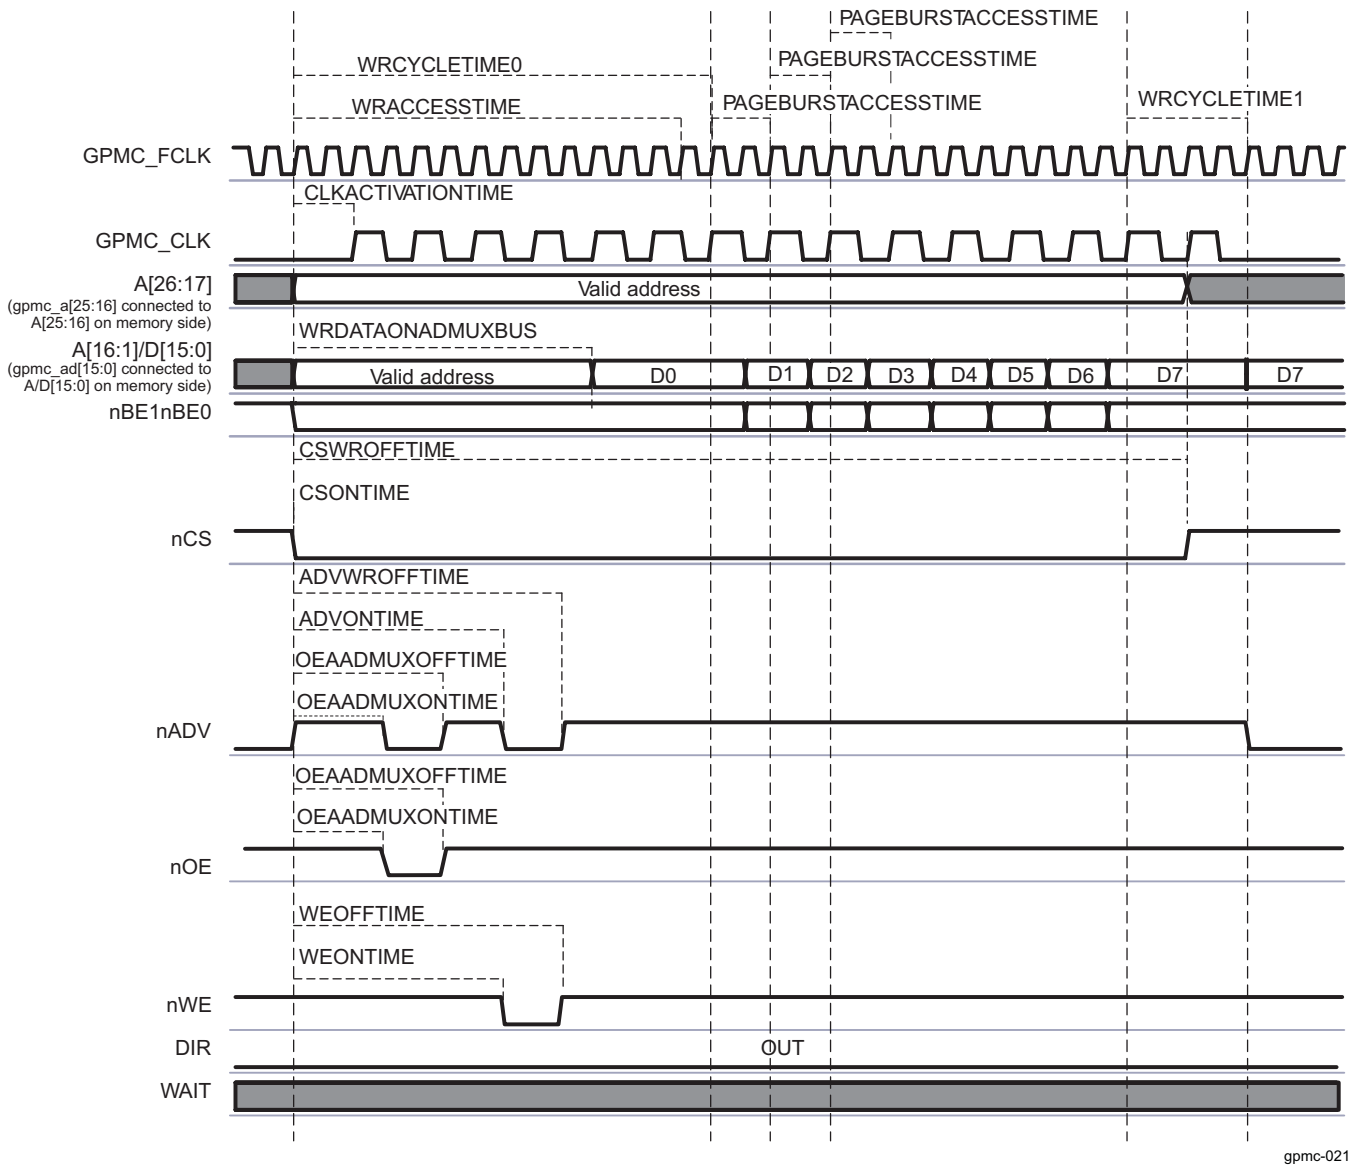 PAGEBURSTACCESSTIME
WRCYCLETIME0
PAGEBURSTACCESSTIME
WRACCESSTIME
PAGEBURSTACCESSTIME
WRCYCLETIME1
GPMC_FCLK
CLKACTIVATIONTIME
GPMC_CLK
A[26:17]
(gpmc_a[25:16] connected to
A[25:16] on memory side)
Valid address
WRDATAONADMUXBUS
A[16:1]/D[15:0]
(gpmc_ad[15:0] connected to
A/D[15:0] on memory side)
Valid address D0 D1 D2 D3 D4 D5 D6 D7 D7
nBE1nBE0
CSWROFFTIME
CSONTIME
nCS
ADVWROFFTIME
ADVONTIME
OEAADMUXOFFTIME
OEAADMUXONTIME
nADV
OEAADMUXOFFTIME
OEAADMUXONTIME
nOE
WEOFFTIME
WEONTIME
nWE
DIR OUT
WAIT
gpmc-021